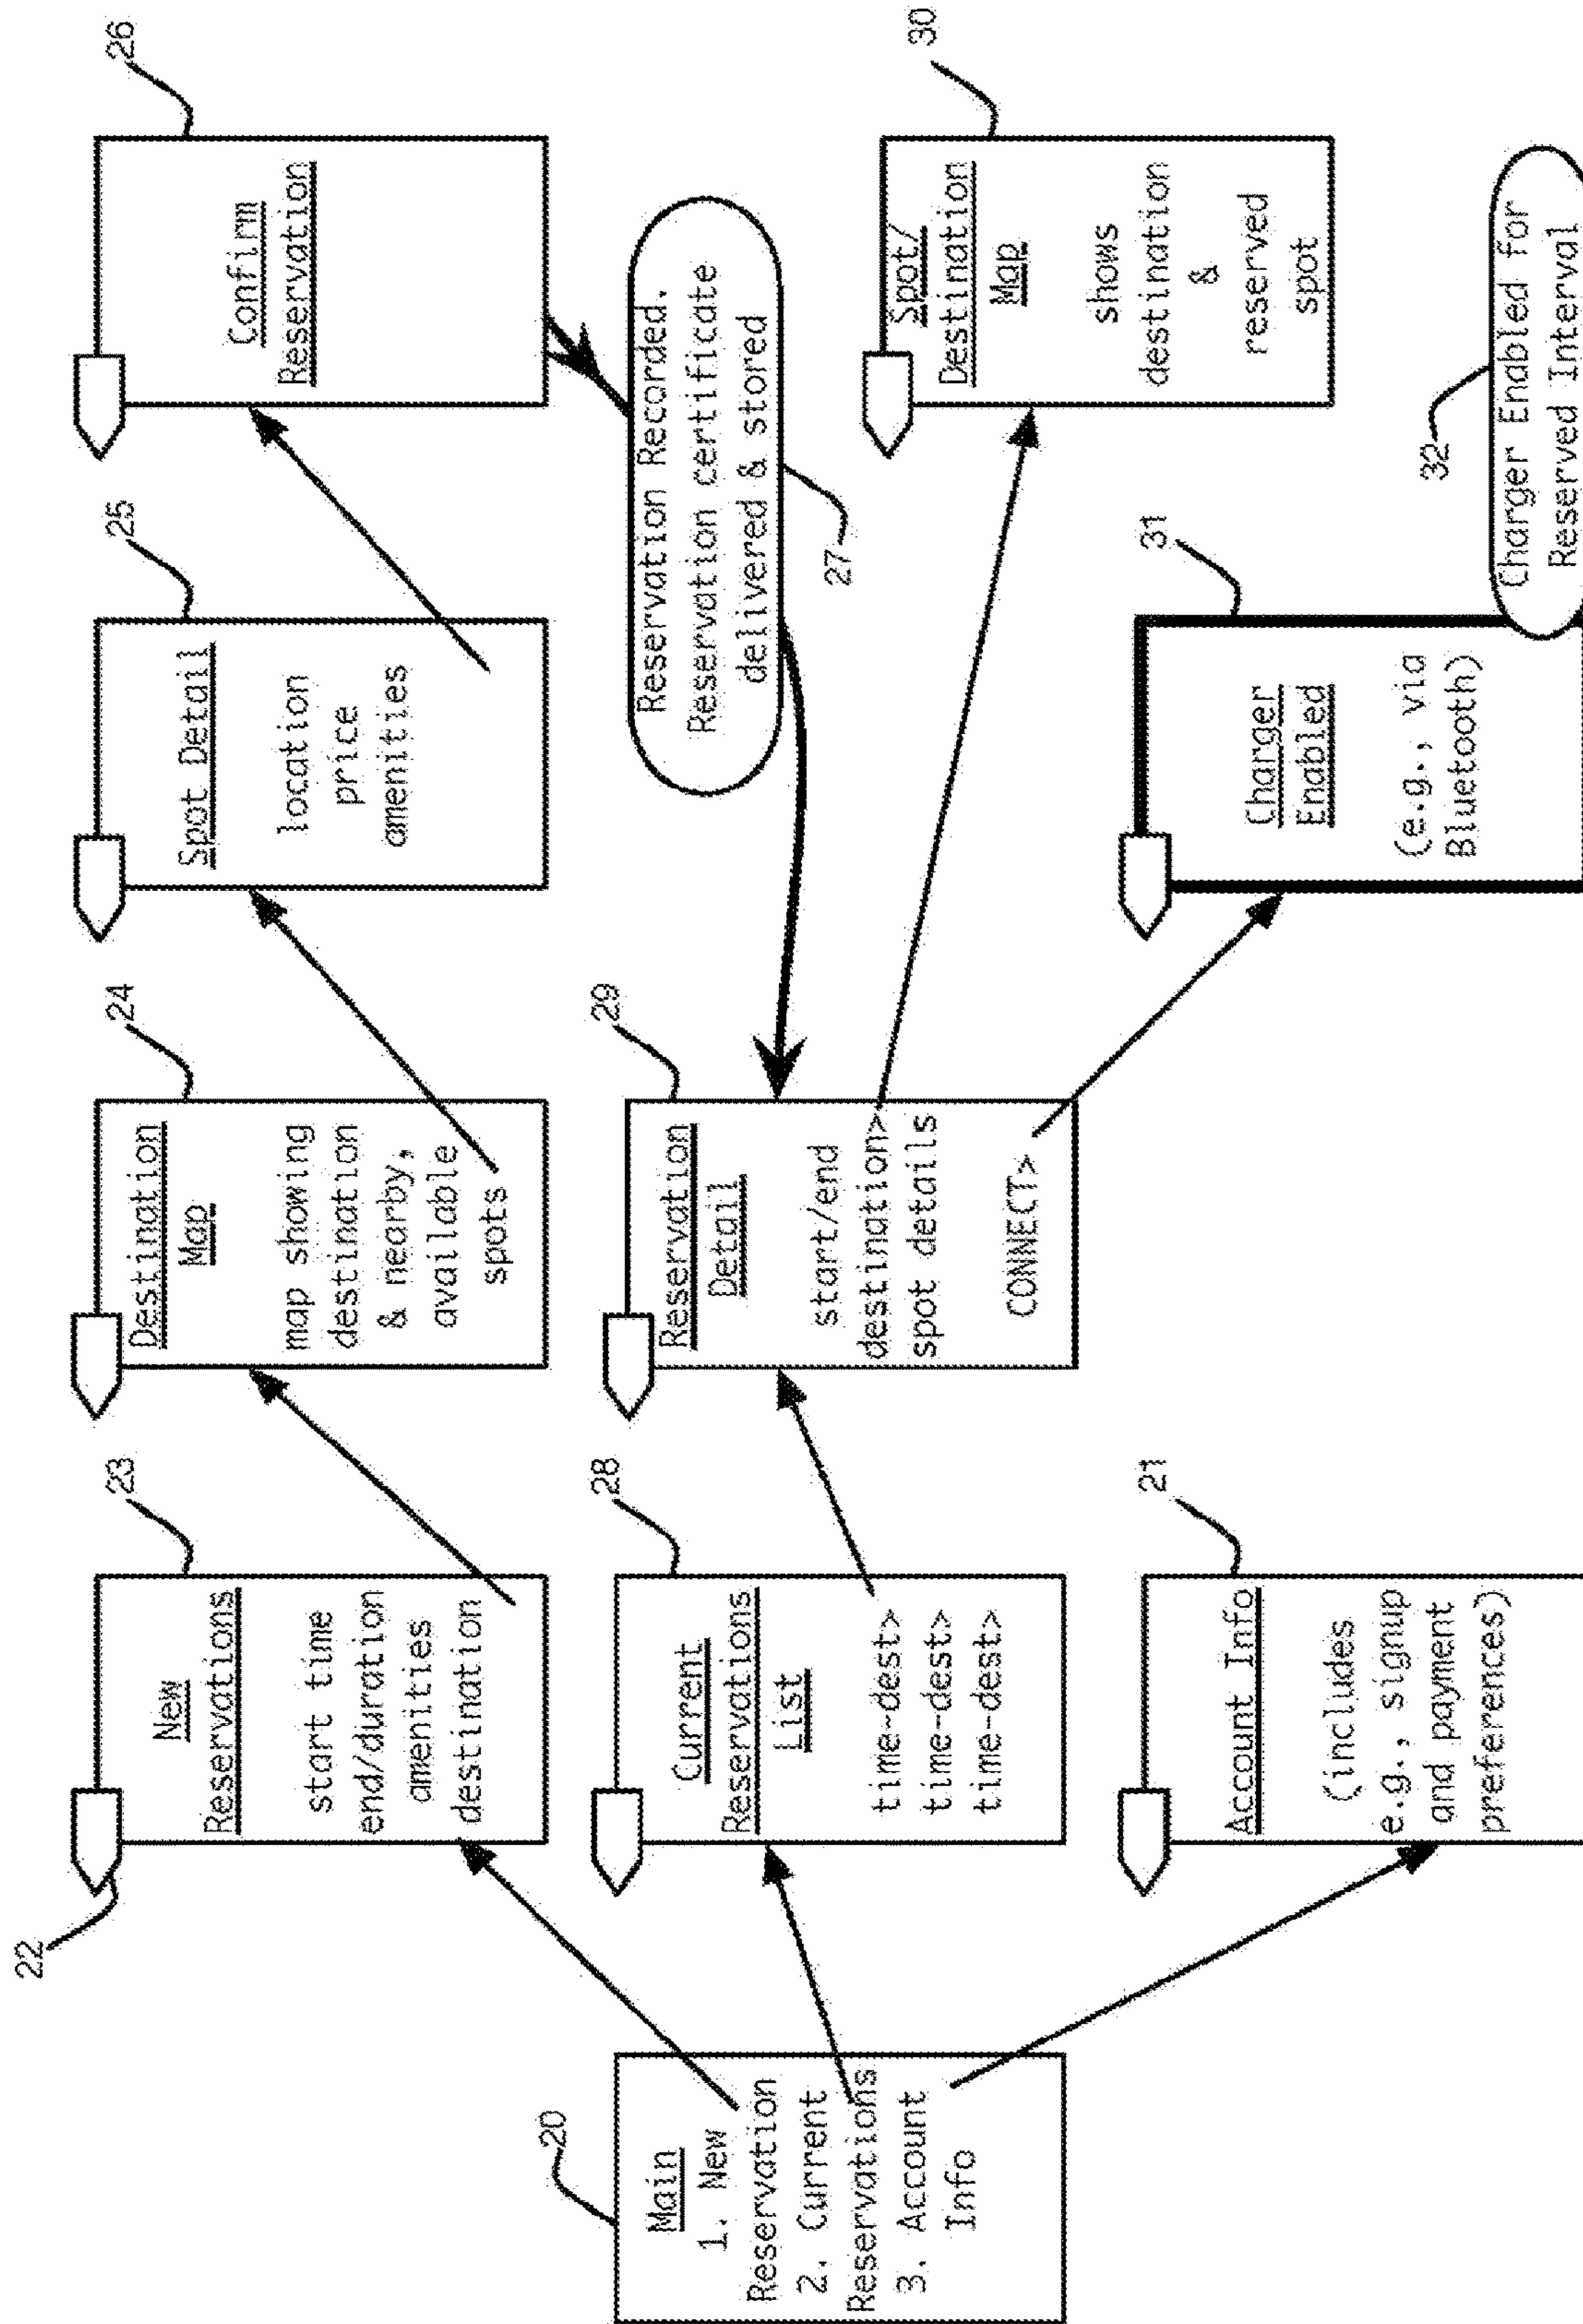 20
Main
1. New
Reservation
2. Current
Reservations
3. Account
Info
22
23
New
Reservations
start time
end/duration
amenities
destination
24
Destination
Map
map showing
destination
& nearby,
available
spots
25
Spot Detail
location
price
amenities
26
Confirm
Reservation
Reservation Recorded.
Reservation certificate
delivered & stored
27
28
Current
Reservations
List
time-dest>
time-dest>
time-dest>
29
Reservation
Detail
start/end
destination>
spot details
CONNECT>
30
Spot/
Destination
Map
shows
destination
&
reserved
spot
21
Account Info
(includes
e.g., signup
and payment
preferences)
31
Charger
Enabled
(e.g., via
Bluetooth)
32
Charger Enabled for
Reserved Interval